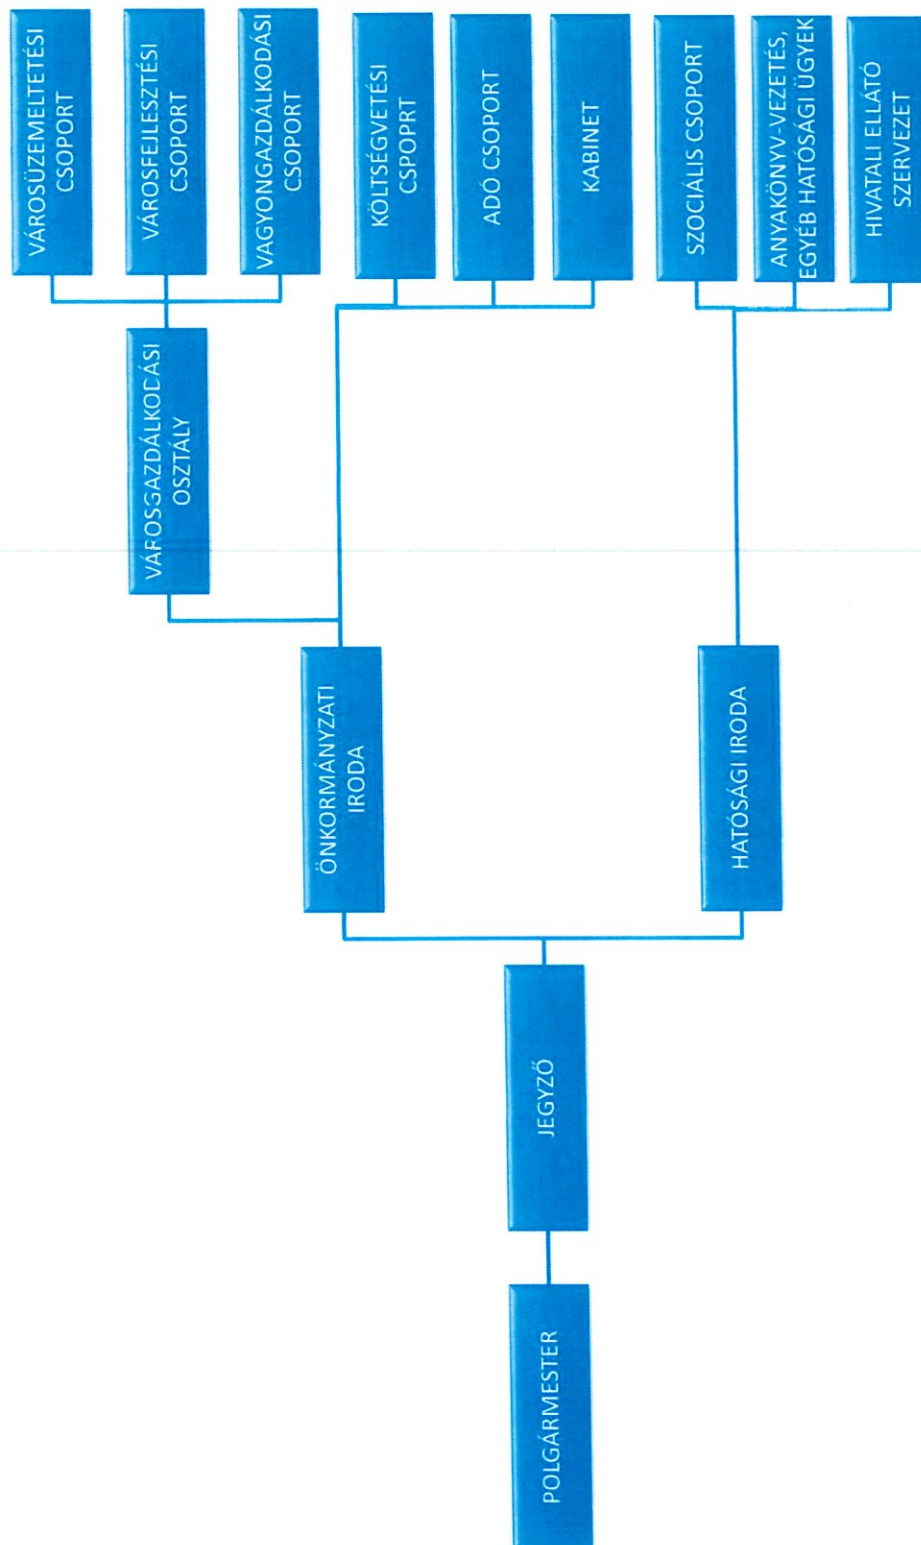 POLGÁRMESTER
JEGYZŐ
ÖNKORMÁNYZATI
IRODA
HATÓSÁGI IRODA
VÁROSGAZDÁLKODÁSI
OSZTÁLY
VÁROSÜZEMELTETÉSI
CSOPORT
VÁROSFEJLESZTÉSI
CSOPORT
VAGYONGAZDÁLKODÁSI
CSOPORT
KÖLTSÉGVETÉSI
CSPOPRT
ADÓ CSOPORT
KABINET
SZOCIÁLIS CSOPORT
ANYAKÖNYV-VEZETÉS,
EGYÉB HATÓSÁGI ÜGYEK
HIVATALI ELLÁTÓ
SZERVEZET